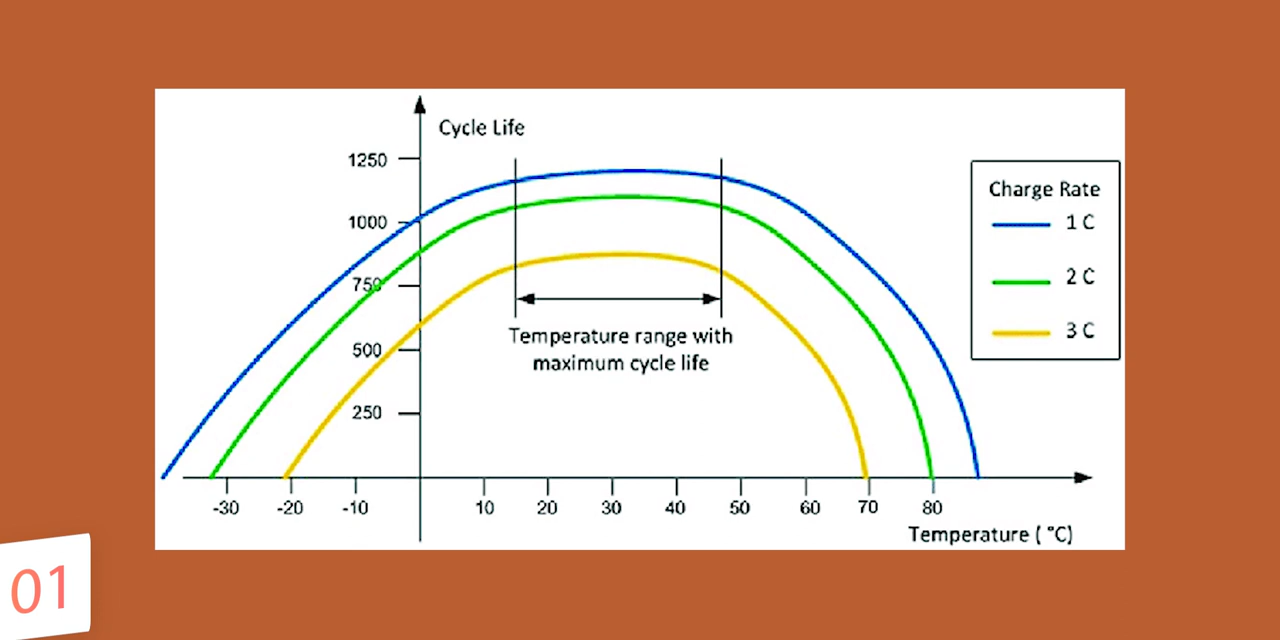 Cycle Life
1250
1000
750
500
250
Temperature range with
maximum cycle life
Charge Rate
1 C
2 C
3 C
-30 -20 -10 10 20 30 40 50 60 70 80
Temperature ( °C)
01